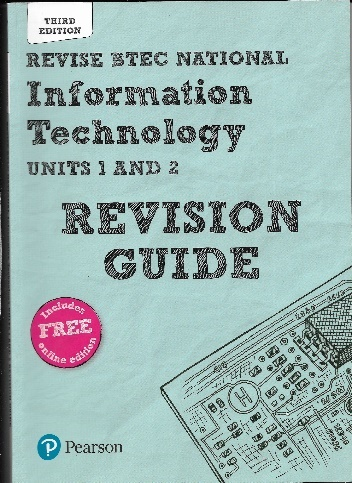 THIRD
EDITION
REVISE BTEC NATIONAL
Information
Technology
UNITS 1 AND 2
REVISION
GUIDE
Includes
FREE
online edition
Pearson